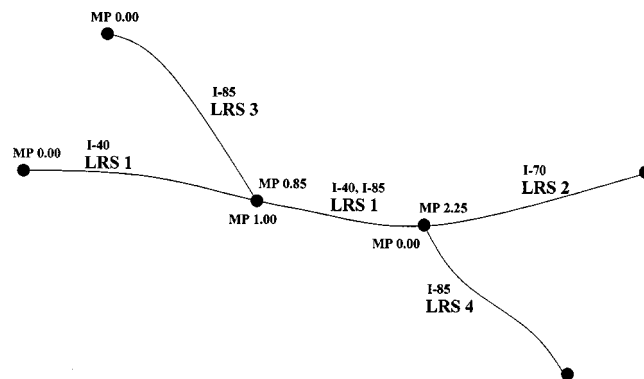 MP 0.00
I-85
LRS 3
MP 0.00
I-40
LRS 1
MP 0.85
MP 1.00
I-40, I-85
LRS 1
MP 2.25
MP 0.00
I-70
LRS 2
I-85
LRS 4